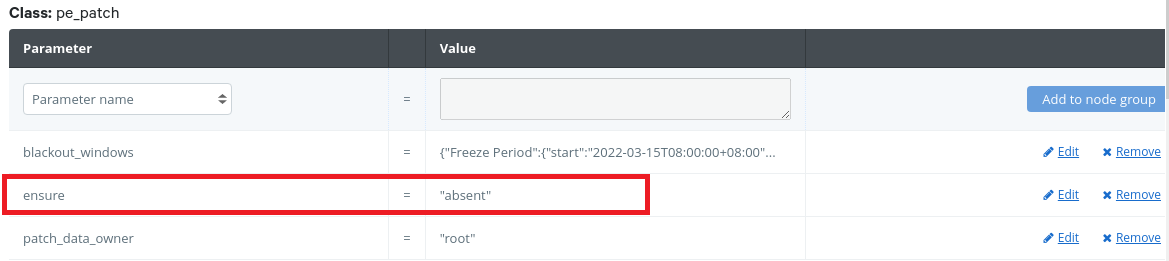 Class: pe_patch
Parameter = Value
Parameter name = Add to node group
blackout_windows = {"Freeze Period":{"start":"2022-03-15T08:00:00+08:00"... Edit Remove
ensure = "absent" Edit Remove
patch_data_owner = "root" Edit Remove